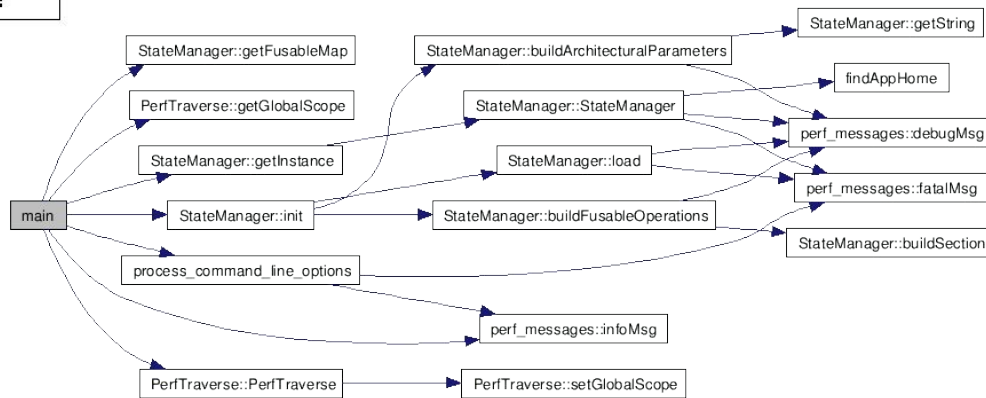 StateManager::getString
StateManager::getFusableMap
StateManager::buildArchitecturalParameters
findAppHome
PerfTraverse::getGlobalScope
StateManager::StateManager
perf_messages::debugMsg
StateManager::getInstance
StateManager::load
perf_messages::fatalMsg
main
StateManager::init
StateManager::buildFusableOperations
StateManager::buildSection
process_command_line_options
perf_messages::infoMsg
PerfTraverse::PerfTraverse
PerfTraverse::setGlobalScope